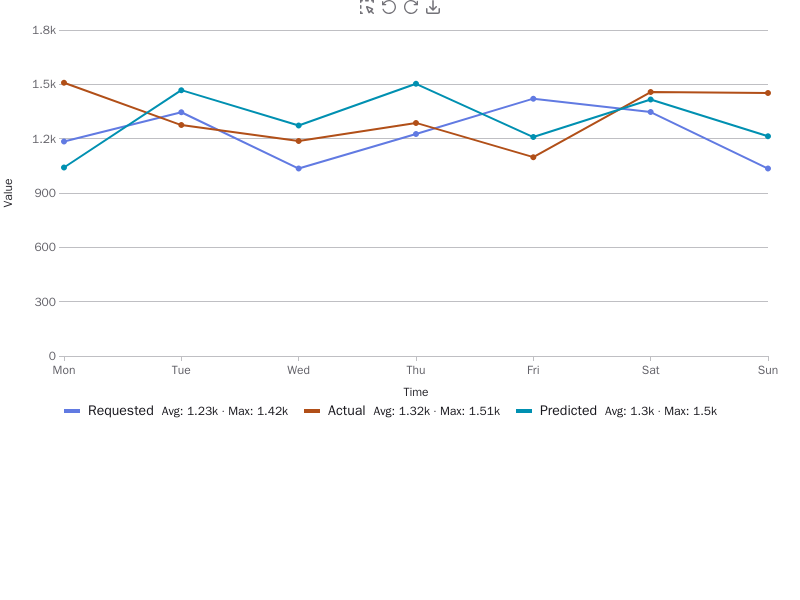 1.8k
1.5k
1.2k
900
600
300
0
Value
Mon Tue Wed Thu Fri Sat Sun
Time
Requested Avg: 1.23k · Max: 1.42k Actual Avg: 1.32k · Max: 1.51k Predicted Avg: 1.3k · Max: 1.5k